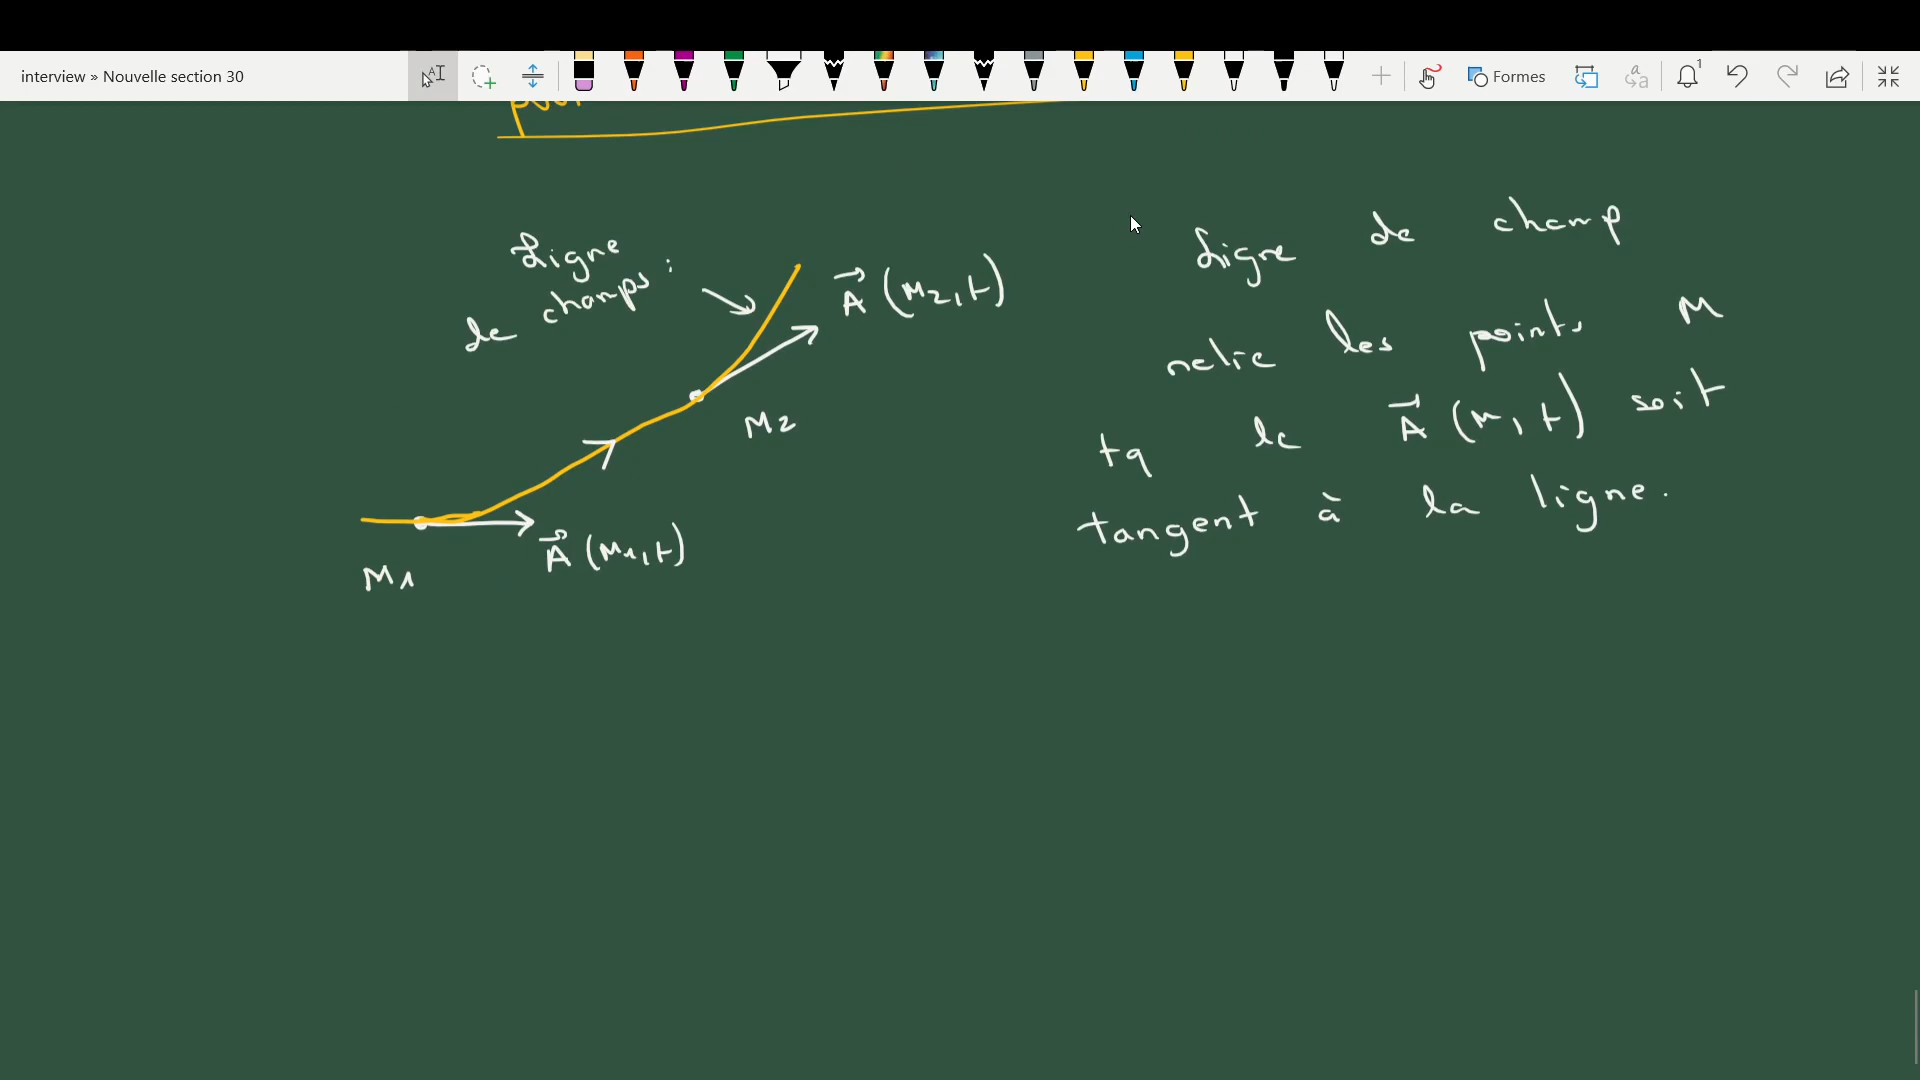 interview » Nouvelle section 30
Formes
1
Ligne
de champs :
A⃗ (M2, t)
M2
A⃗ (M1, t)
M1
Ligne de champ
relie les points M
tq le A⃗ (M, t) soit
tangent à la ligne.